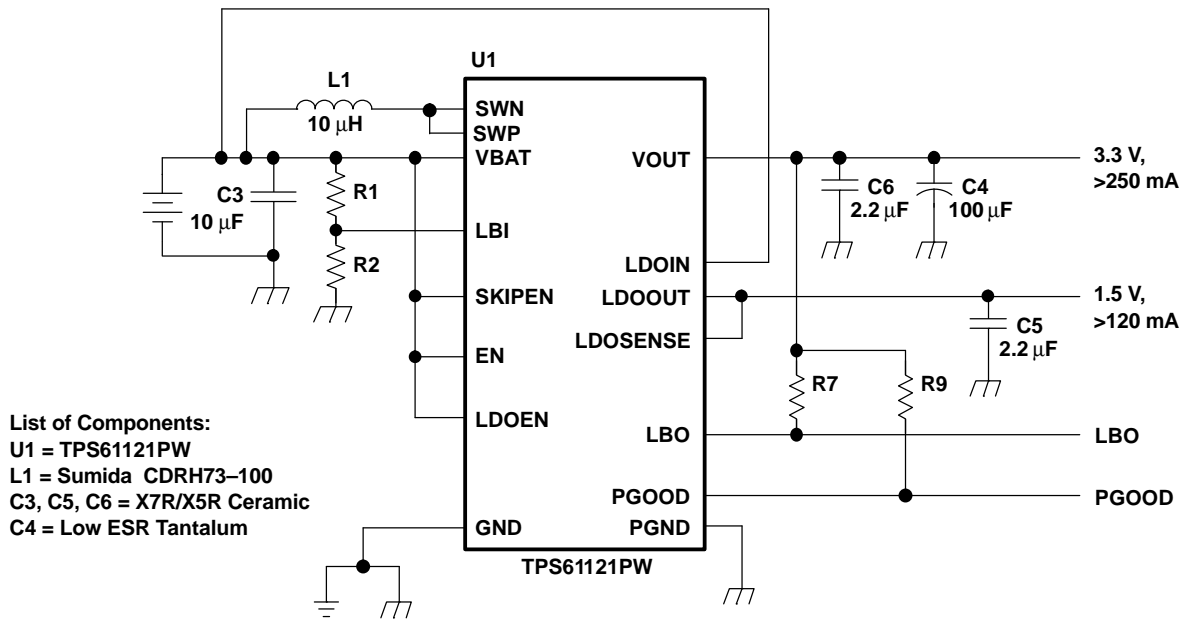 U1
L1
10 µH
SWN
SWP
VBAT
VOUT
3.3 V,
>250 mA
C3
10 µF
R1
C6
2.2 µF
C4
100 µF
LBI
R2
LDOIN
SKIPEN
LDOOUT
1.5 V,
>120 mA
LDOSENSE
C5
2.2 µF
EN
R7
R9
LDOEN
LBO
LBO
List of Components:
U1 = TPS61121PW
L1 = Sumida CDRH73–100
C3, C5, C6 = X7R/X5R Ceramic
C4 = Low ESR Tantalum
PGOOD
PGOOD
GND
PGND
TPS61121PW